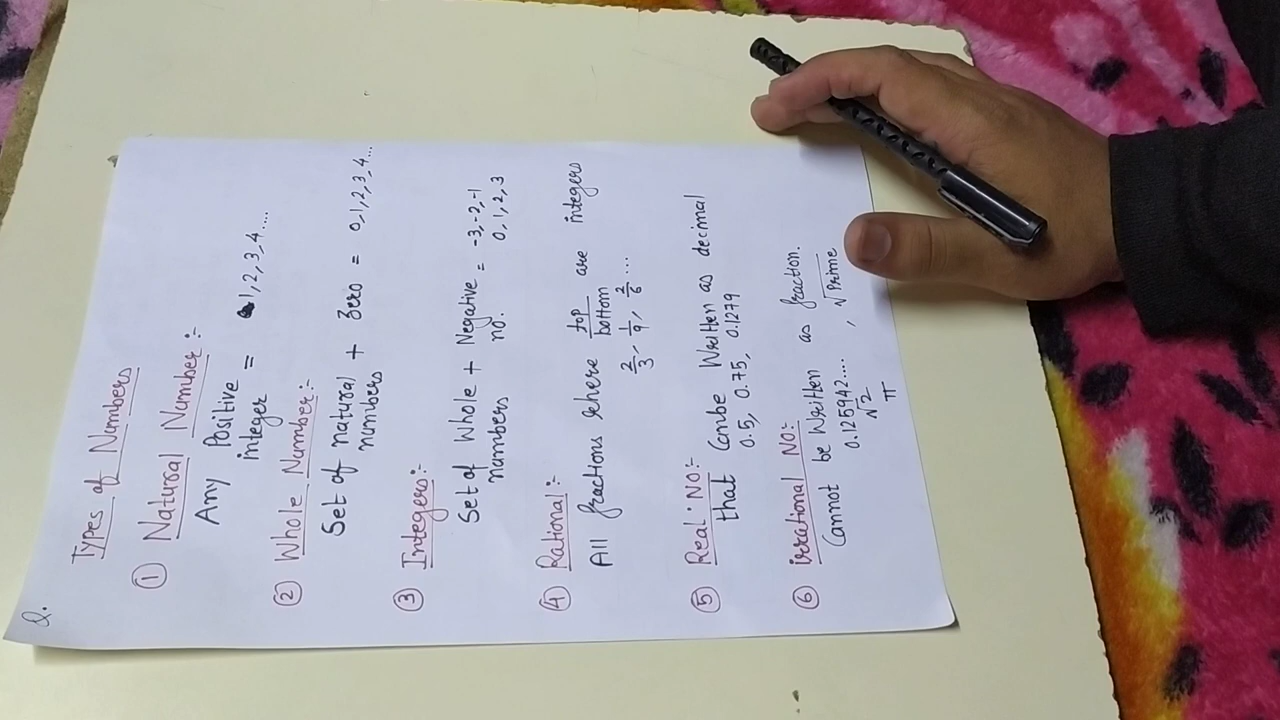 Q.
Types of Numbers
① Natural Number:-
Any Positive integer = 1, 2, 3, 4 ....
② Whole Number:-
Set of natural numbers + Zero = 0, 1, 2, 3, 4...
③ Integers:-
Set of Whole numbers + Negative no. = -3, -2, -1
0, 1, 2, 3
④ Rational:-
All fractions where top/bottom are integers
2/3, 1/9, 2/6 ...
⑤ Real NO:-
that Canbe Written as decimal
0.5, 0.75, 0.1279
⑥ irrational NO:-
Cannot be Written as fraction.
0.125942...., √Prime
√2
π